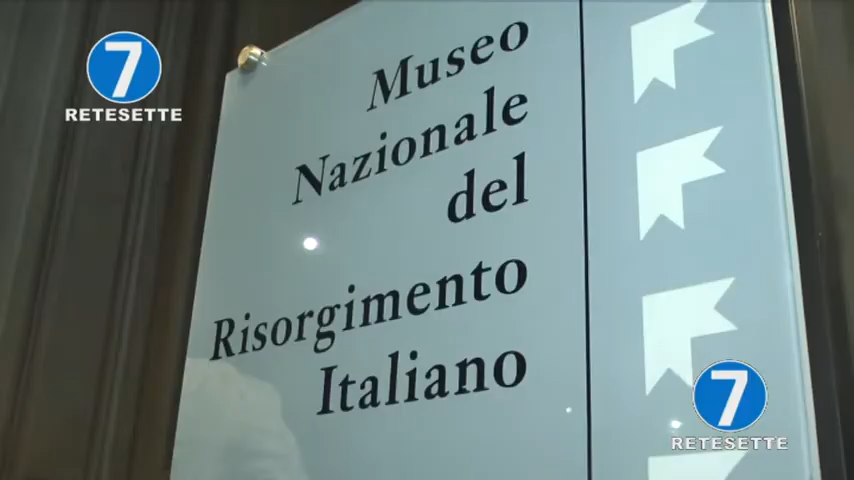 7
RETESETTE
Museo
Nazionale
del
Risorgimento
Italiano
7
RETESETTE